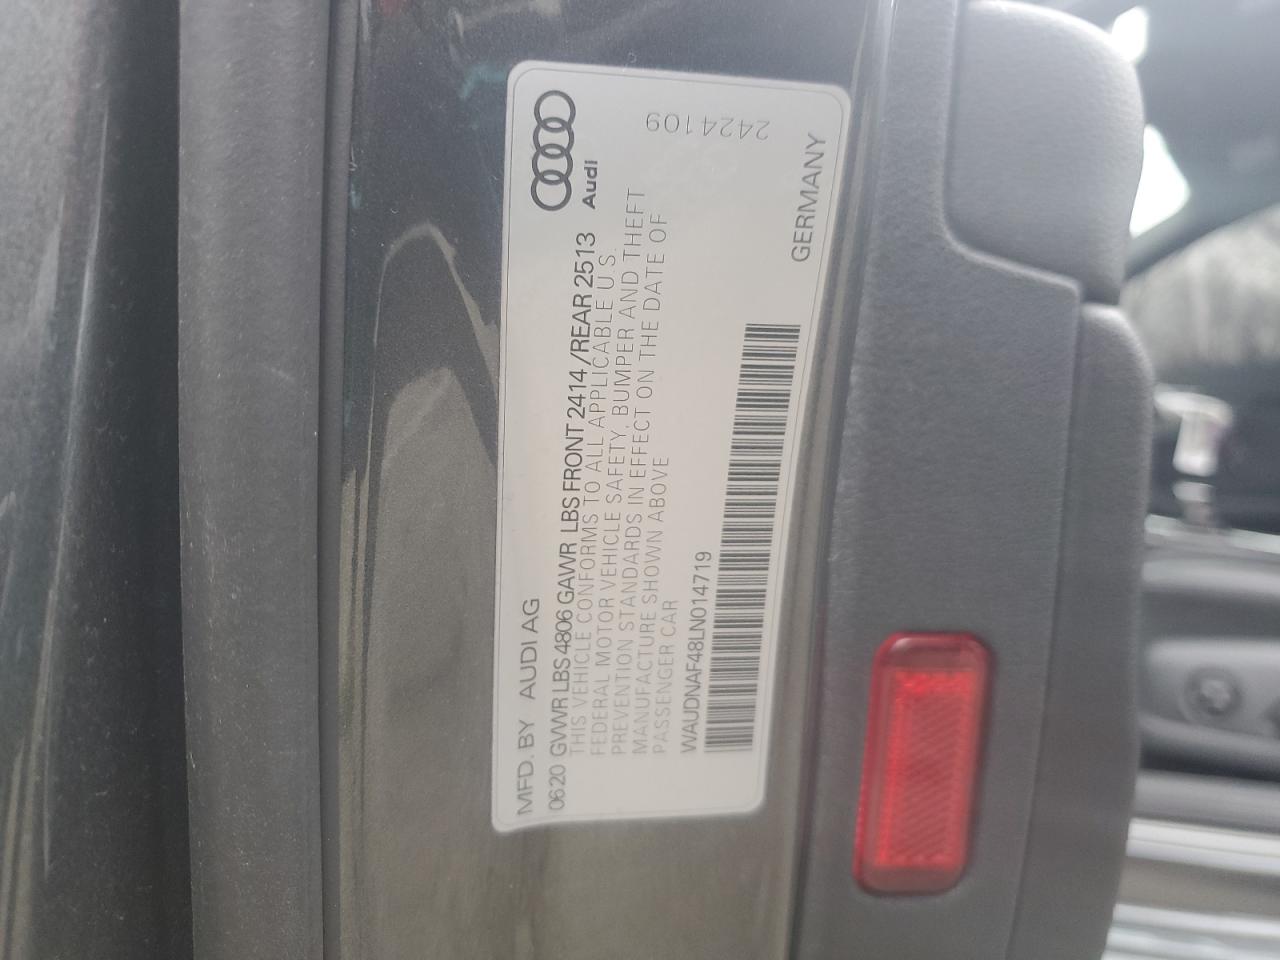 MFD. BY AUDI AG
Audi
0620 GVWR LBS 4806 GAWR LBS FRONT 2414/REAR 2513
THIS VEHICLE CONFORMS TO ALL APPLICABLE U.S.
FEDERAL MOTOR VEHICLE SAFETY, BUMPER AND THEFT
PREVENTION STANDARDS IN EFFECT ON THE DATE OF
MANUFACTURE SHOWN ABOVE
PASSENGER CAR
WAUDNAF48LN014719
2424109
GERMANY